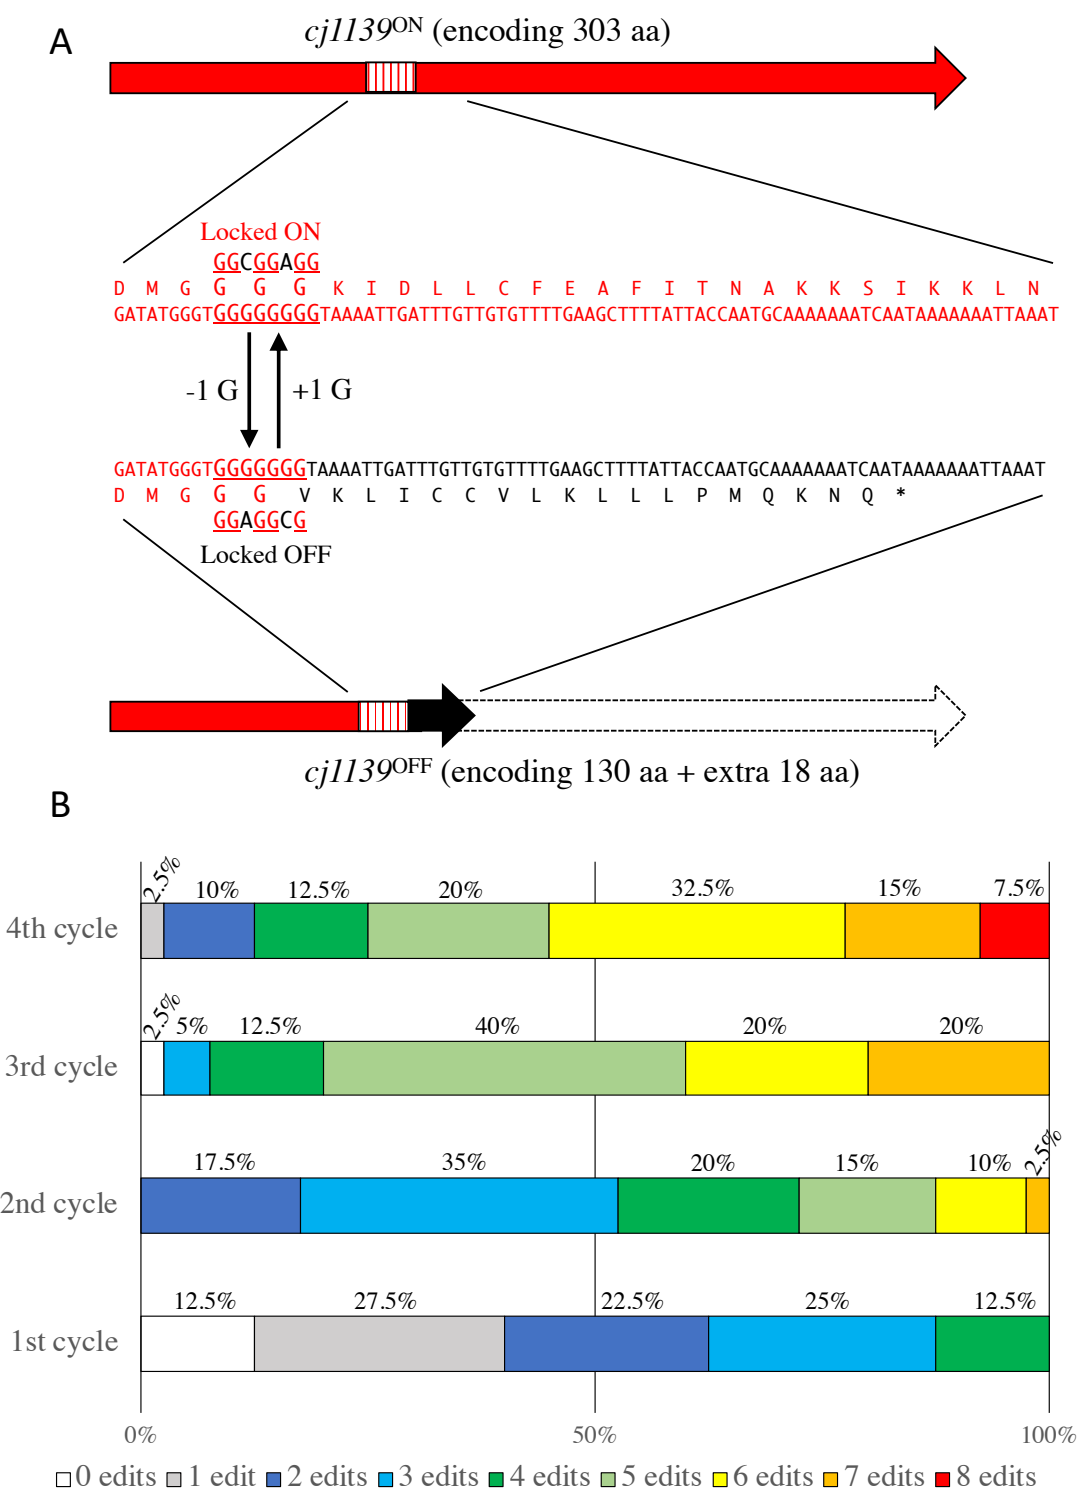 A
cj1139ON (encoding 303 aa)
Locked ON
GGCGGAGG
D M G G G G K I D L L C F E A F I T N A K K S I K K L N
GATATGGGTGGGGGGGGTAAAATTGATTTGTTGTGTTTTGAAGCTTTTATTACCAATGCAAAAAAATCAATAAAAAAATTAAAT
-1 G +1 G
GATATGGGTGGGGGGGTAAAATTGATTTGTTGTGTTTTGAAGCTTTTATTACCAATGCAAAAAAATCAATAAAAAAATTAAAT
D M G G G V K L I C C V L K L L L P M Q K N Q *
GGAGGCG
Locked OFF
cj1139OFF (encoding 130 aa + extra 18 aa)
B
2.5% 10% 12.5% 20% 32.5% 15% 7.5%
4th cycle
2.5% 5% 12.5% 40% 20% 20%
3rd cycle
17.5% 35% 20% 15% 10% 2.5%
2nd cycle
12.5% 27.5% 22.5% 25% 12.5%
1st cycle
0% 50% 100%
0 edits 1 edit 2 edits 3 edits 4 edits 5 edits 6 edits 7 edits 8 edits